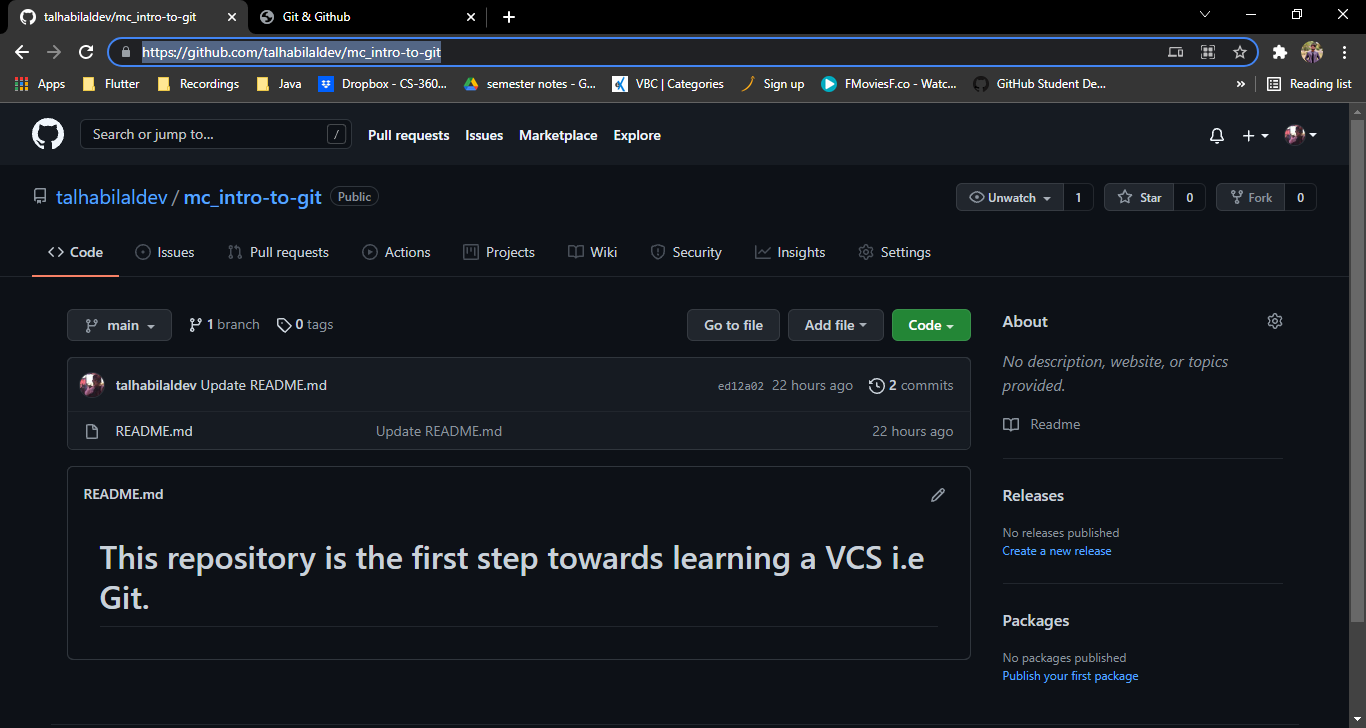 talhabilaldev/mc_intro-to-git
Git & Github
https://github.com/talhabilaldev/mc_intro-to-git
Apps Flutter Recordings Java Dropbox - CS-360... semester notes - G... VBC | Categories Sign up FMoviesF.co - Watc... GitHub Student De... » Reading list
Search or jump to... / Pull requests Issues Marketplace Explore
talhabilaldev / mc_intro-to-git Public Unwatch 1 Star 0 Fork 0
Code Issues Pull requests Actions Projects Wiki Security Insights Settings
main 1 branch 0 tags Go to file Add file Code
talhabilaldev Update README.md ed12a02 22 hours ago 2 commits
README.md Update README.md 22 hours ago
README.md
This repository is the first step towards learning a VCS i.e
Git.
About
No description, website, or topics
provided.
Readme
Releases
No releases published
Create a new release
Packages
No packages published
Publish your first package